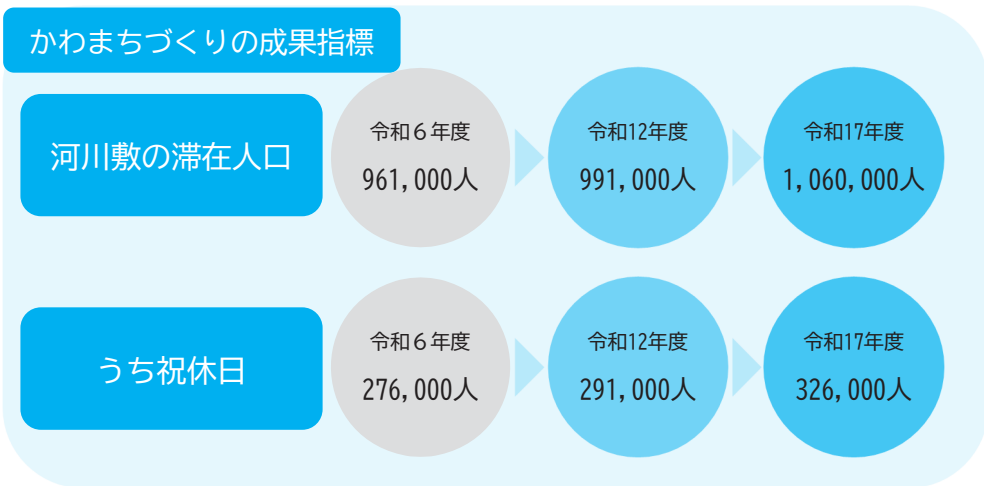 かわまちづくりの成果指標
河川敷の滞在人口
令和６年度
961,000人
令和12年度
991,000人
令和17年度
1,060,000人
うち祝休日
令和６年度
276,000人
令和12年度
291,000人
令和17年度
326,000人